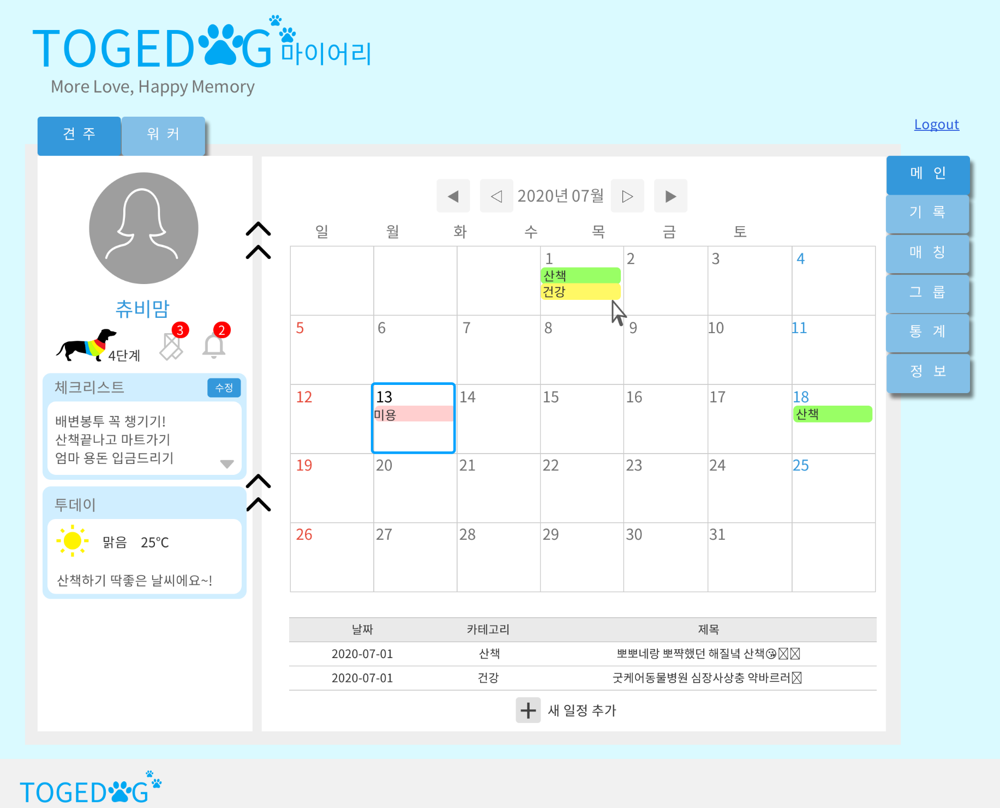 TOGEDOG 마이어리
More Love, Happy Memory
견 주
워 커
Logout
츄비맘
4단계
3
2
체크리스트
수정
배변봉투 꼭 챙기기!
산책끝나고 마트가기
엄마 용돈 입금드리기
투데이
맑음 25℃
산책하기 딱좋은 날씨에요~!
◀ ◁ 2020년 07월 ▷ ▶
일 월 화 수 목 금 토
1 2 3 4
산책
건강
5 6 7 8 9 10 11
12 13 14 15 16 17 18
미용 산책
19 20 21 22 23 24 25
26 27 28 29 30 31
날짜 카테고리 제목
2020-07-01 산책 뽀뽀네랑 뽀쨕했던 해질녘 산책😘
2020-07-01 건강 굿케어동물병원 심장사상충 약바르러
+ 새 일정 추가
메 인
기 록
매 칭
그 룹
통 계
정 보
TOGEDOG